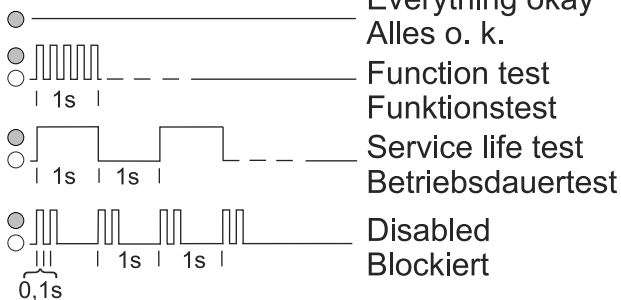 Everything okay
Alles o. k.
1s
Function test
Funktionstest
1s
1s
Service life test
Betriebsdauertest
0,1s
1s
1s
Disabled
Blockiert